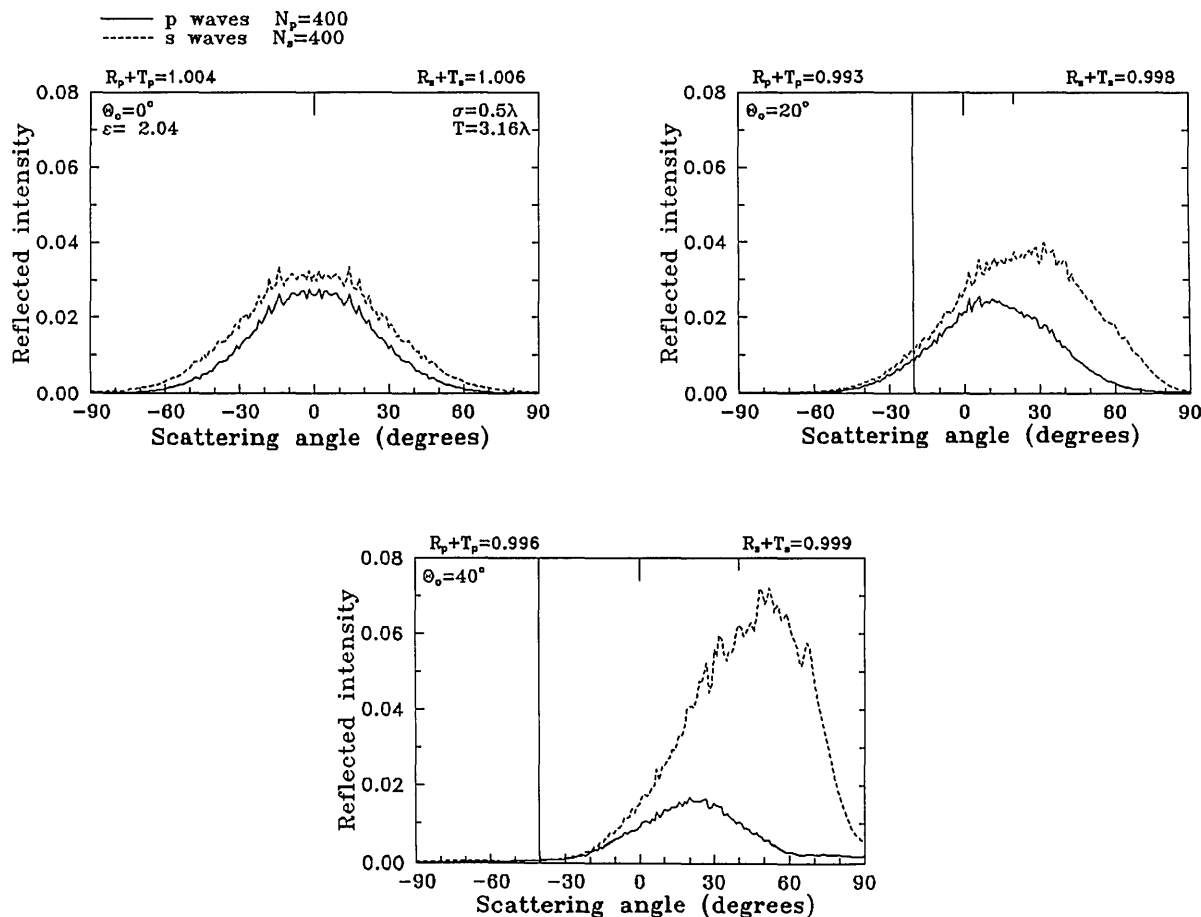 p waves N_p=400
s waves N_s=400
R_p+T_p=1.004 R_s+T_s=1.006
Θ_o=0° σ=0.5λ
ε= 2.04 T=3.16λ
0.08
0.06
0.04
0.02
0.00
Reflected intensity
-90 -60 -30 0 30 60 90
Scattering angle (degrees)
R_p+T_p=0.993 R_s+T_s=0.998
Θ_o=20°
0.08
0.06
0.04
0.02
0.00
Reflected intensity
-90 -60 -30 0 30 60 90
Scattering angle (degrees)
R_p+T_p=0.996 R_s+T_s=0.999
Θ_o=40°
0.08
0.06
0.04
0.02
0.00
Reflected intensity
-90 -60 -30 0 30 60 90
Scattering angle (degrees)